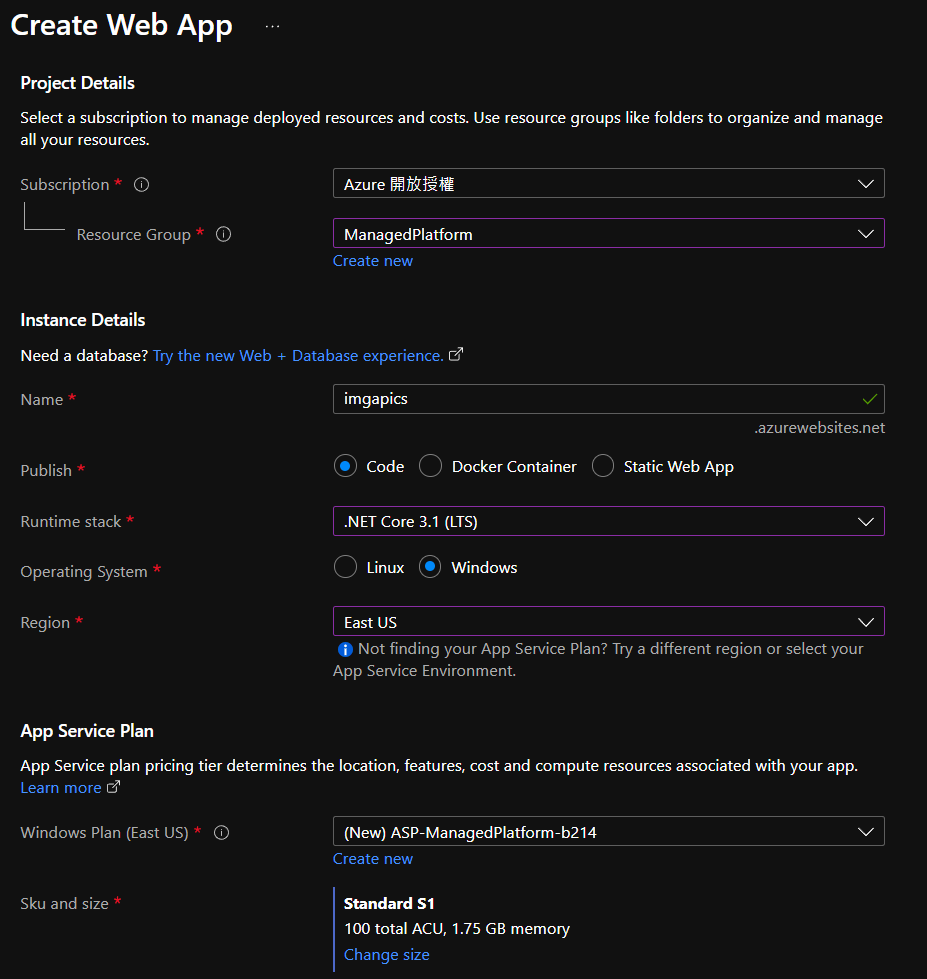 Create Web App ...
Project Details
Select a subscription to manage deployed resources and costs. Use resource groups like folders to organize and manage
all your resources.
Subscription *
Azure 開放授權
Resource Group *
ManagedPlatform
Create new
Instance Details
Need a database? Try the new Web + Database experience.
Name *
imgapics
.azurewebsites.net
Publish *
Code Docker Container Static Web App
Runtime stack *
.NET Core 3.1 (LTS)
Operating System *
Linux Windows
Region *
East US
Not finding your App Service Plan? Try a different region or select your
App Service Environment.
App Service Plan
App Service plan pricing tier determines the location, features, cost and compute resources associated with your app.
Learn more
Windows Plan (East US) *
(New) ASP-ManagedPlatform-b214
Create new
Sku and size *
Standard S1
100 total ACU, 1.75 GB memory
Change size